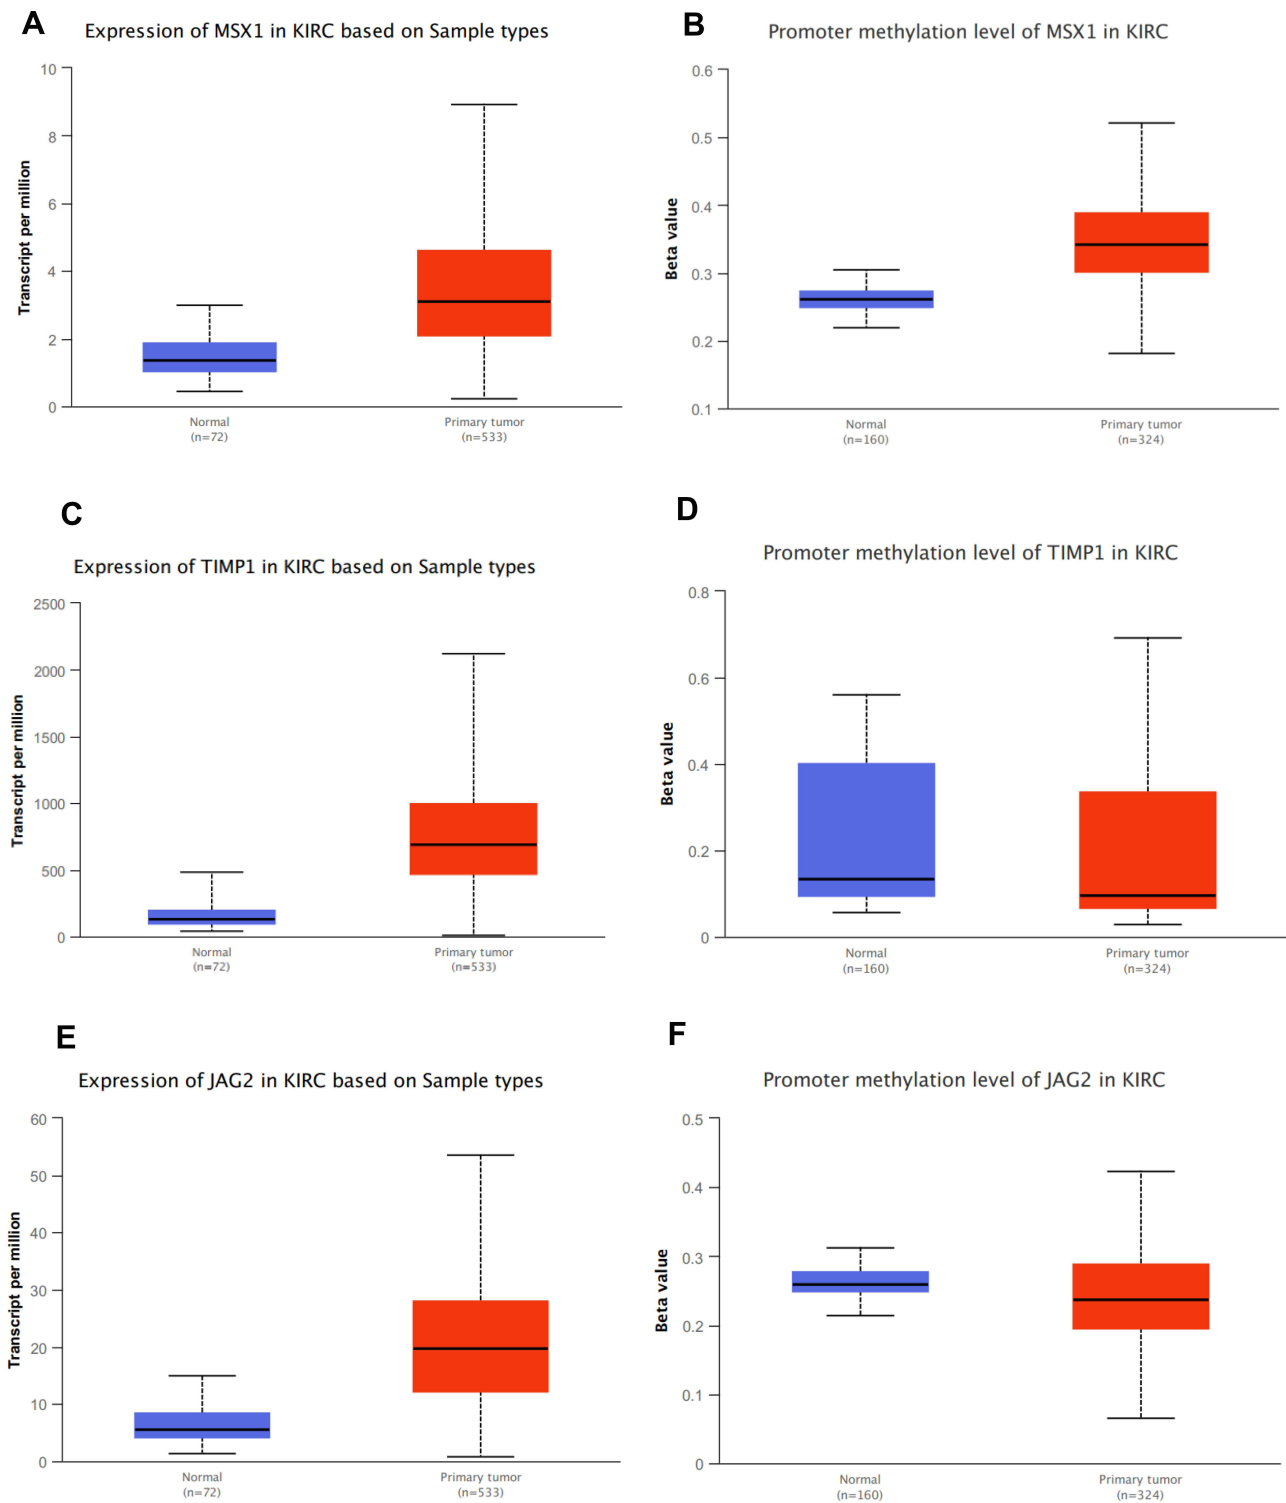 A
Expression of MSX1 in KIRC based on Sample types
10
8
6
4
2
0
Transcript per million
Normal
(n=72)
Primary tumor
(n=533)
B
Promoter methylation level of MSX1 in KIRC
0.6
0.5
0.4
0.3
0.2
0.1
Beta value
Normal
(n=160)
Primary tumor
(n=324)
C
Expression of TIMP1 in KIRC based on Sample types
2500
2000
1500
1000
500
0
Transcript per million
Normal
(n=72)
Primary tumor
(n=533)
D
Promoter methylation level of TIMP1 in KIRC
0.8
0.6
0.4
0.2
0
Beta value
Normal
(n=160)
Primary tumor
(n=324)
E
Expression of JAG2 in KIRC based on Sample types
60
50
40
30
20
10
0
Transcript per million
Normal
(n=72)
Primary tumor
(n=533)
F
Promoter methylation level of JAG2 in KIRC
0.5
0.4
0.3
0.2
0.1
0
Beta value
Normal
(n=160)
Primary tumor
(n=324)